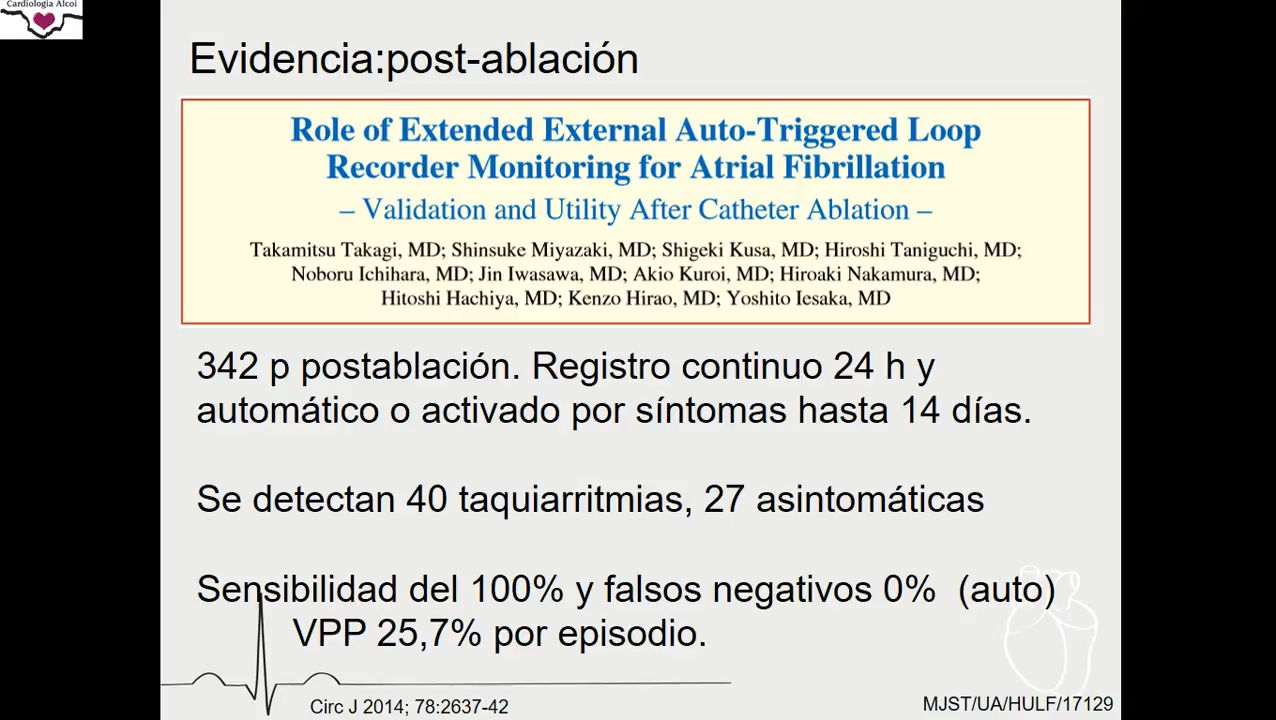 Cardiología Alcoi
Evidencia:post-ablación
Role of Extended External Auto-Triggered Loop
Recorder Monitoring for Atrial Fibrillation
– Validation and Utility After Catheter Ablation –
Takamitsu Takagi, MD; Shinsuke Miyazaki, MD; Shigeki Kusa, MD; Hiroshi Taniguchi, MD;
Noboru Ichihara, MD; Jin Iwasawa, MD; Akio Kuroi, MD; Hiroaki Nakamura, MD;
Hitoshi Hachiya, MD; Kenzo Hirao, MD; Yoshito Iesaka, MD
342 p postablación. Registro continuo 24 h y
automático o activado por síntomas hasta 14 días.
Se detectan 40 taquiarritmias, 27 asintomáticas
Sensibilidad del 100% y falsos negativos 0% (auto)
VPP 25,7% por episodio.
Circ J 2014; 78:2637-42
MJST/UA/HULF/17129